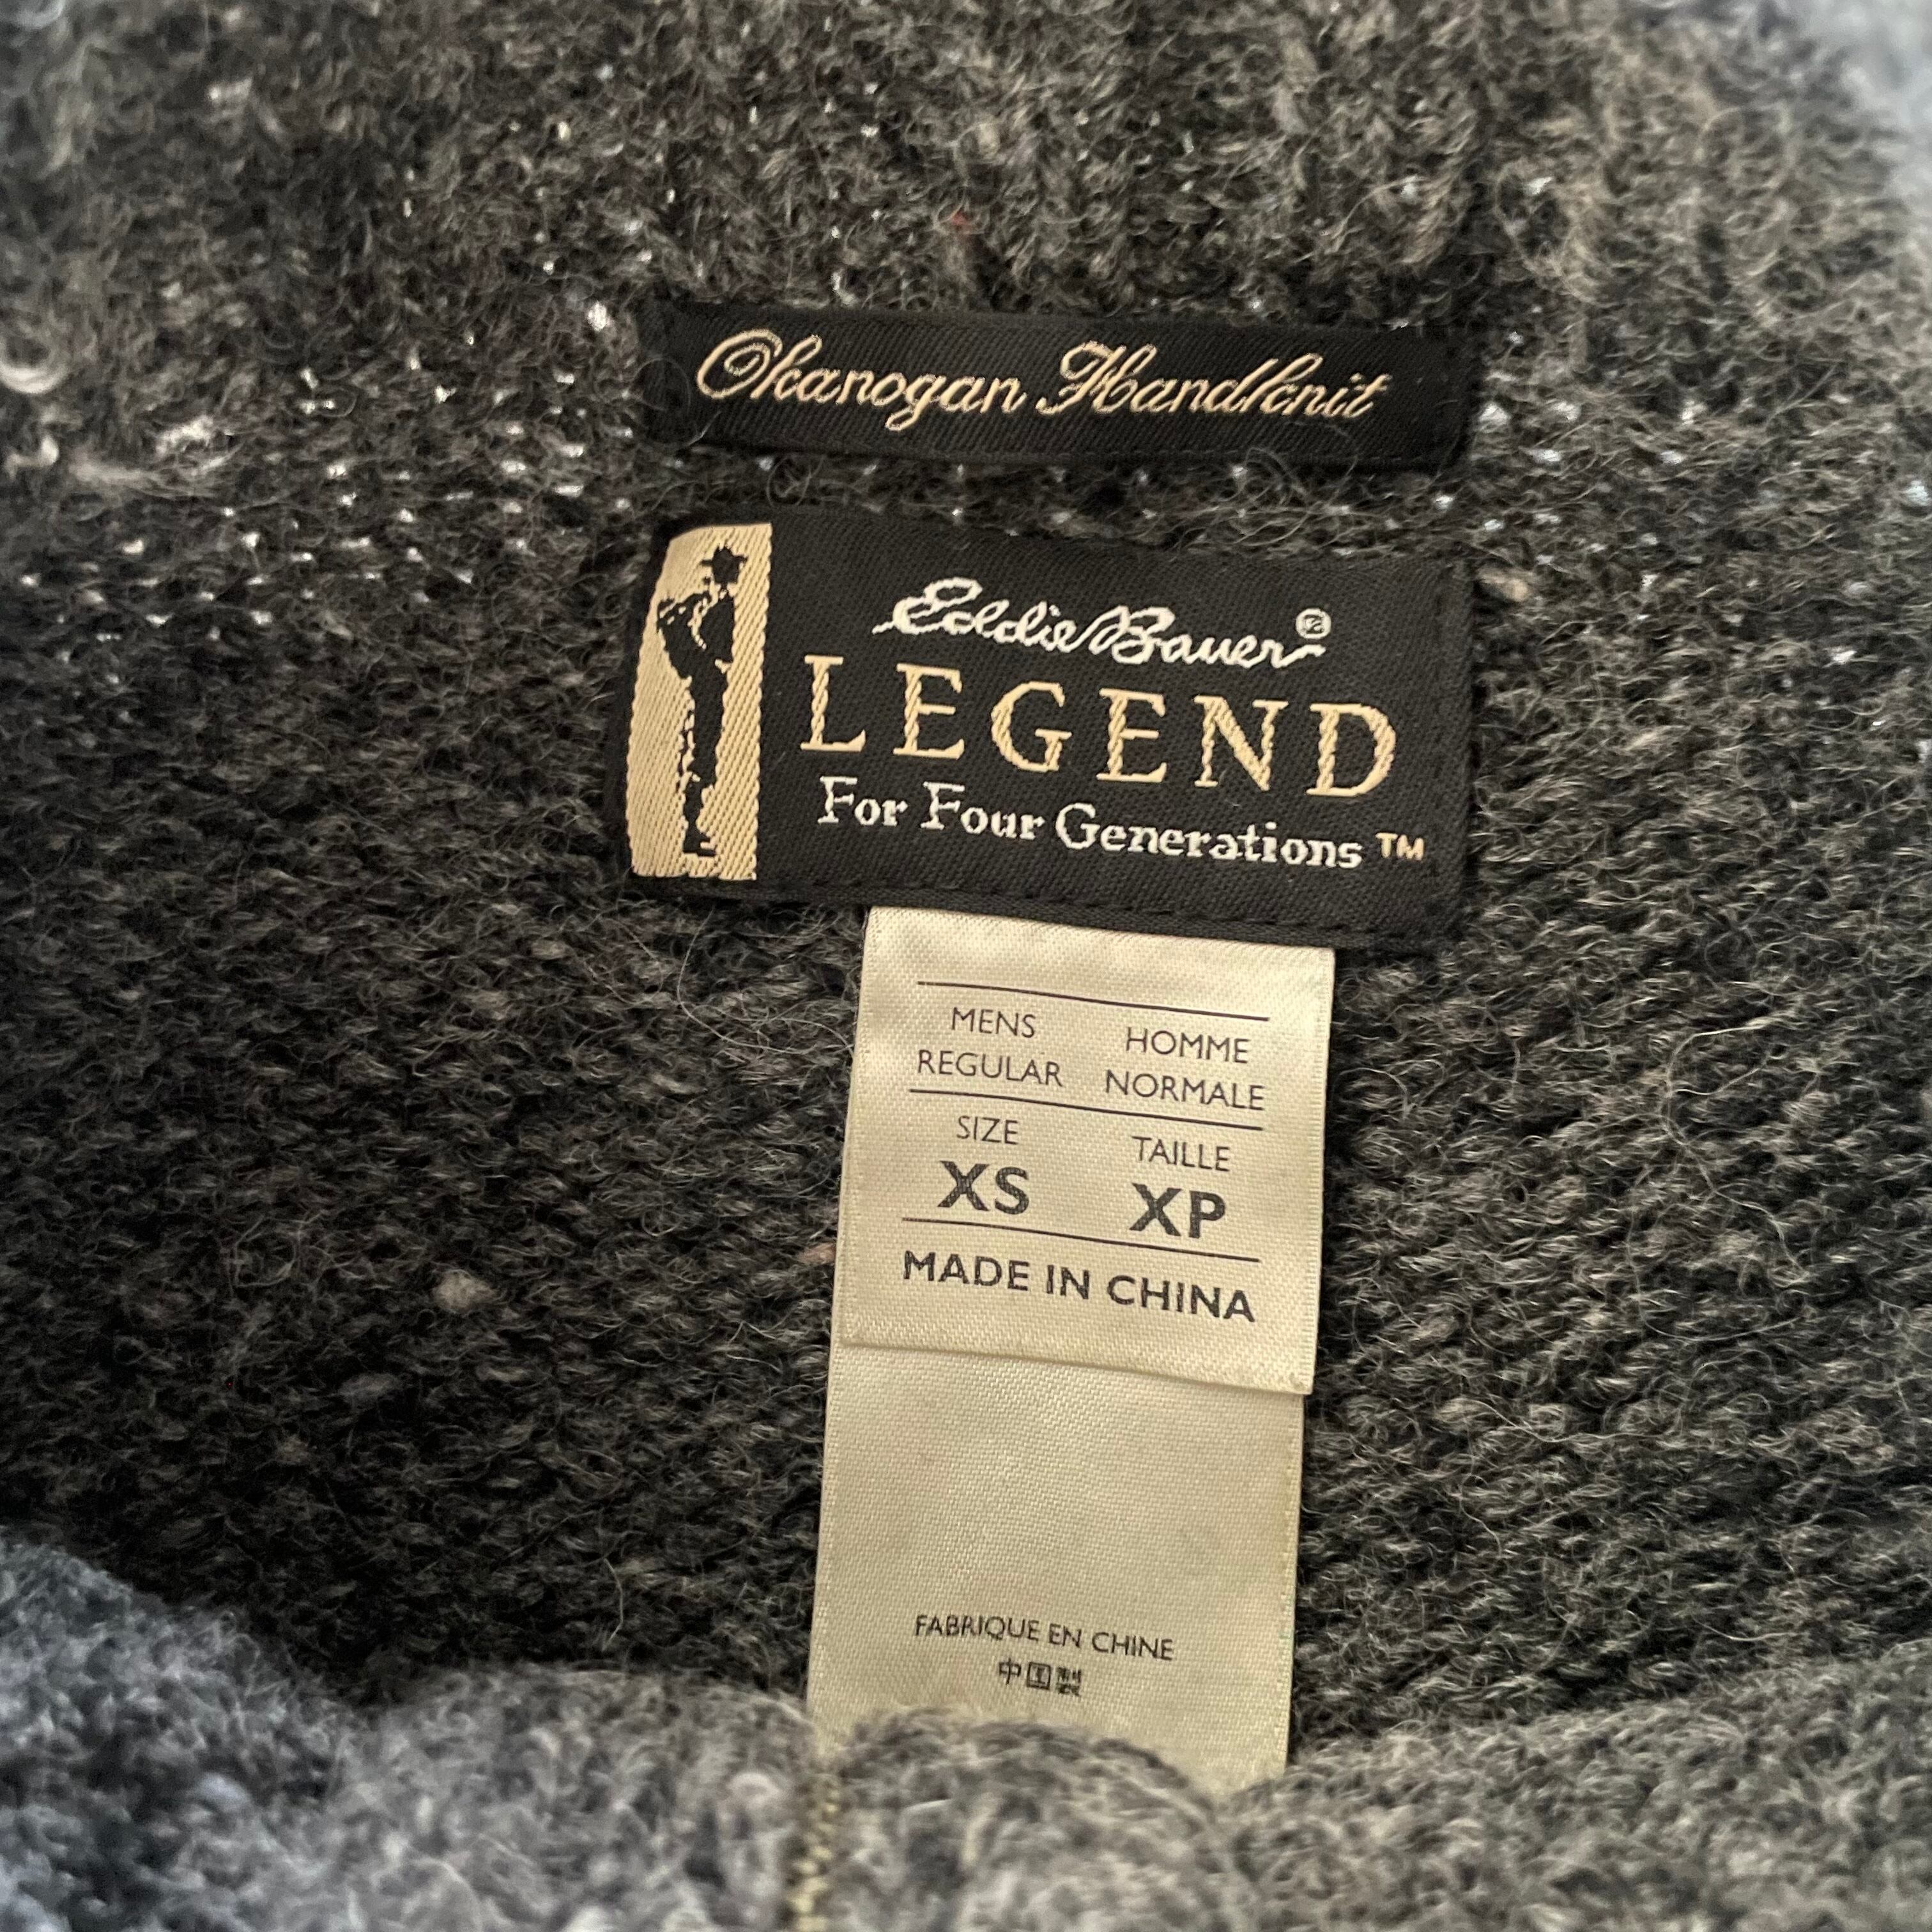 Okanogan Handknit
Eddie Bauer®
LEGEND
For Four Generations™
MENS HOMME
REGULAR NORMALE
SIZE TAILLE
XS XP
MADE IN CHINA
FABRIQUE EN CHINE
中国製